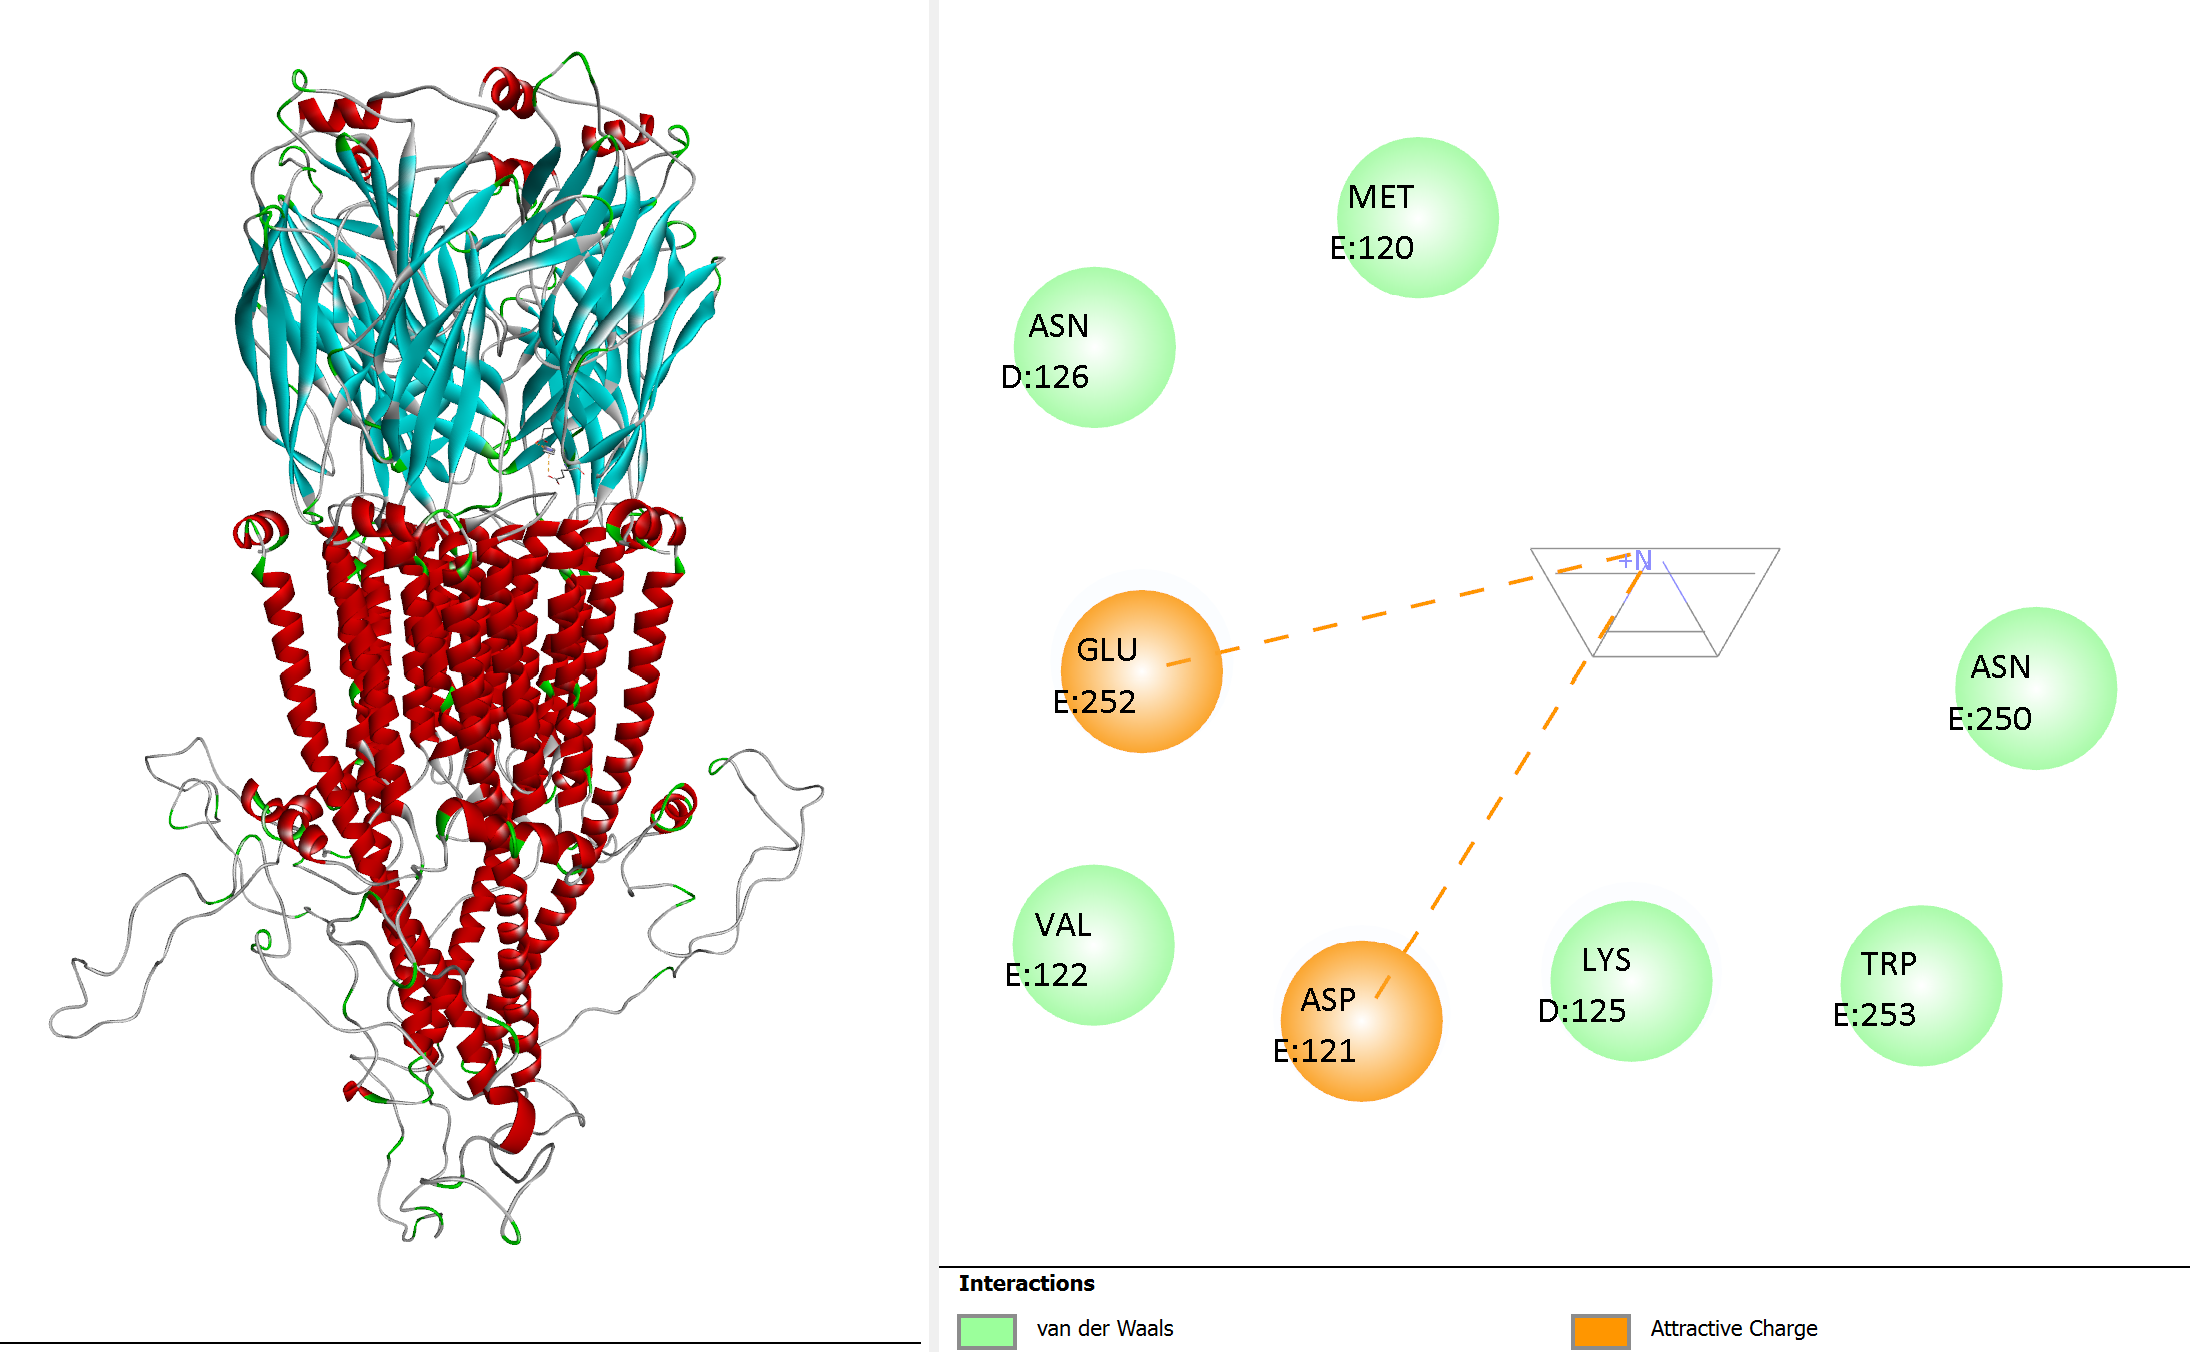 MET
E:120
ASN
D:126
+N
GLU
E:252
ASN
E:250
VAL
E:122
ASP
E:121
LYS
D:125
TRP
E:253
Interactions
van der Waals
Attractive Charge